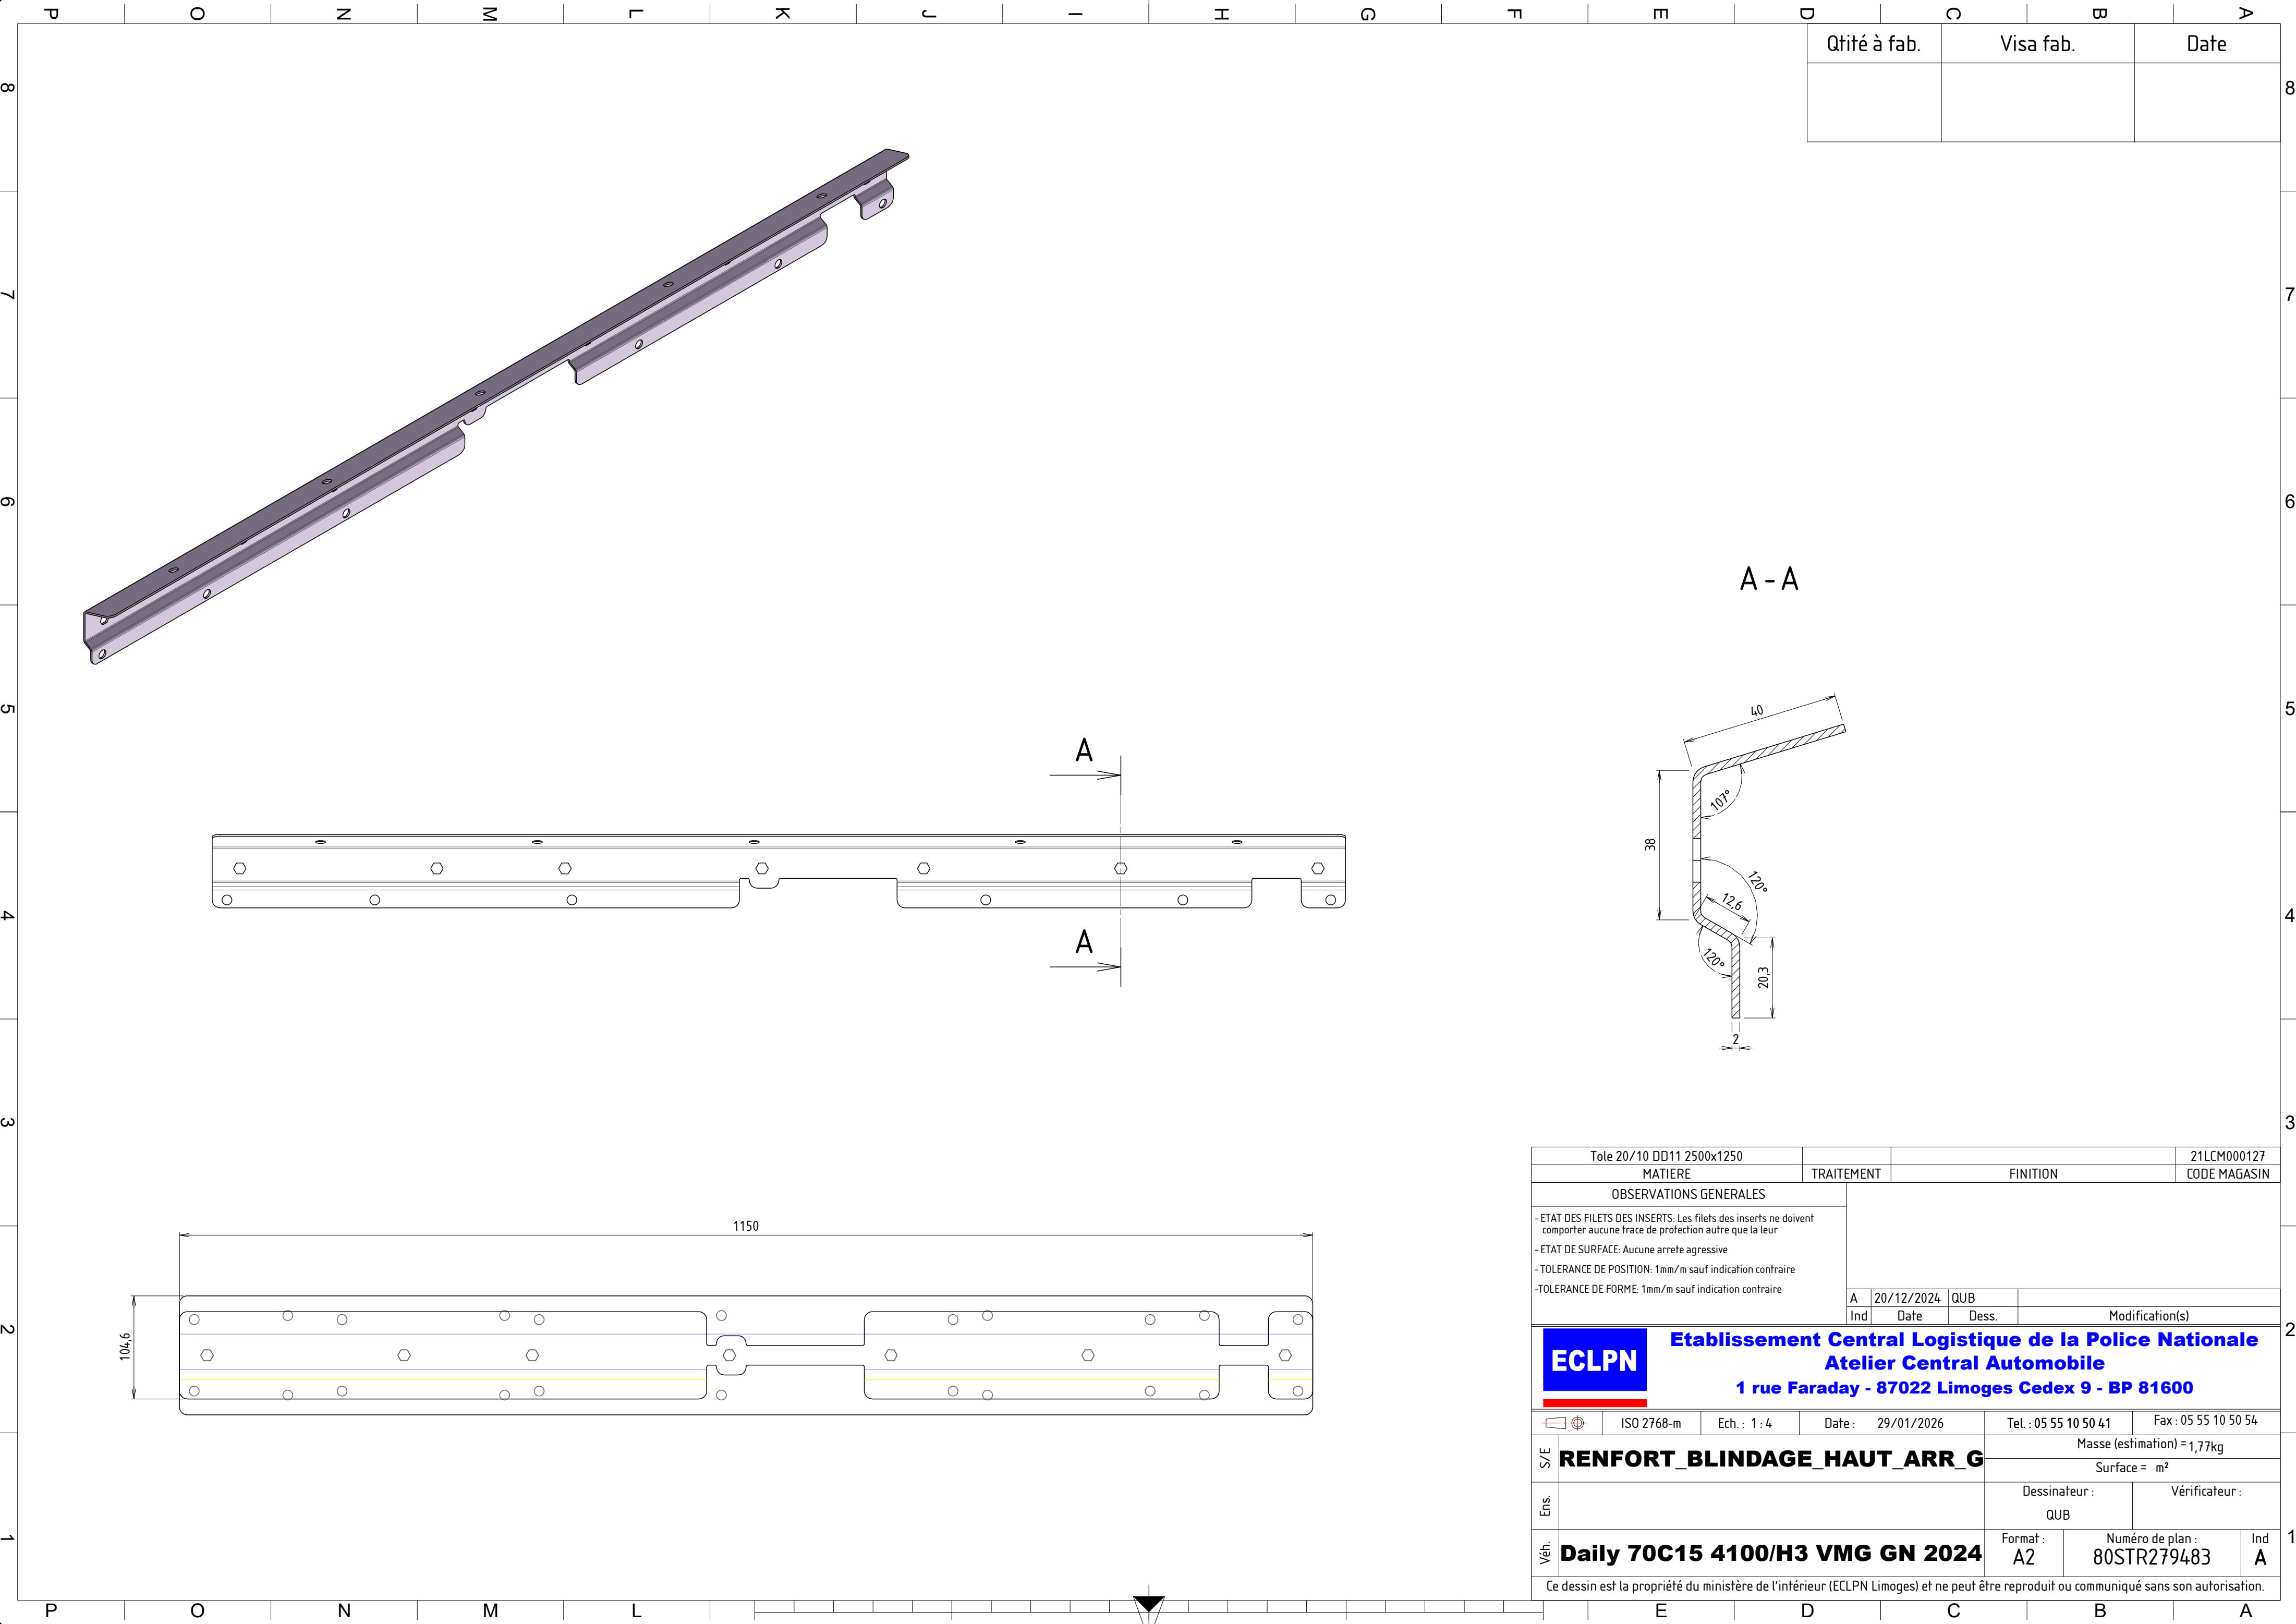 P O N M L K J I H G F E D C B A
Qtité à fab. Visa fab. Date
8 8
7 7
6 6
A - A
5 5
40
A
107°
38
120°
12,6
4 4
A
120°
20,3
2
3 3
Tole 20/10 DD11 2500x1250 21LCM000127
MATIERE TRAITEMENT FINITION CODE MAGASIN
OBSERVATIONS GENERALES
- ETAT DES FILETS DES INSERTS: Les filets des inserts ne doivent
comporter aucune trace de protection autre que la leur
- ETAT DE SURFACE: Aucune arrete agressive
- TOLERANCE DE POSITION: 1mm/m sauf indication contraire
-TOLERANCE DE FORME: 1mm/m sauf indication contraire
1150
104,6
A 20/12/2024 QUB
Ind Date Dess. Modification(s)
2 2
ECLPN
Etablissement Central Logistique de la Police Nationale
Atelier Central Automobile
1 rue Faraday - 87022 Limoges Cedex 9 - BP 81600
ISO 2768-m Ech. : 1 : 4 Date : 29/01/2026 Tel. : 05 55 10 50 41 Fax : 05 55 10 50 54
S/E RENFORT_BLINDAGE_HAUT_ARR_G
Masse (estimation) = 1,77kg
Surface = m²
Ens.
Dessinateur : Vérificateur :
QUB
1 1
Véh. Daily 70C15 4100/H3 VMG GN 2024
Format : Numéro de plan : Ind
A2 80STR279483 A
Ce dessin est la propriété du ministère de l'intérieur (ECLPN Limoges) et ne peut être reproduit ou communiqué sans son autorisation.
P O N M L E D C B A